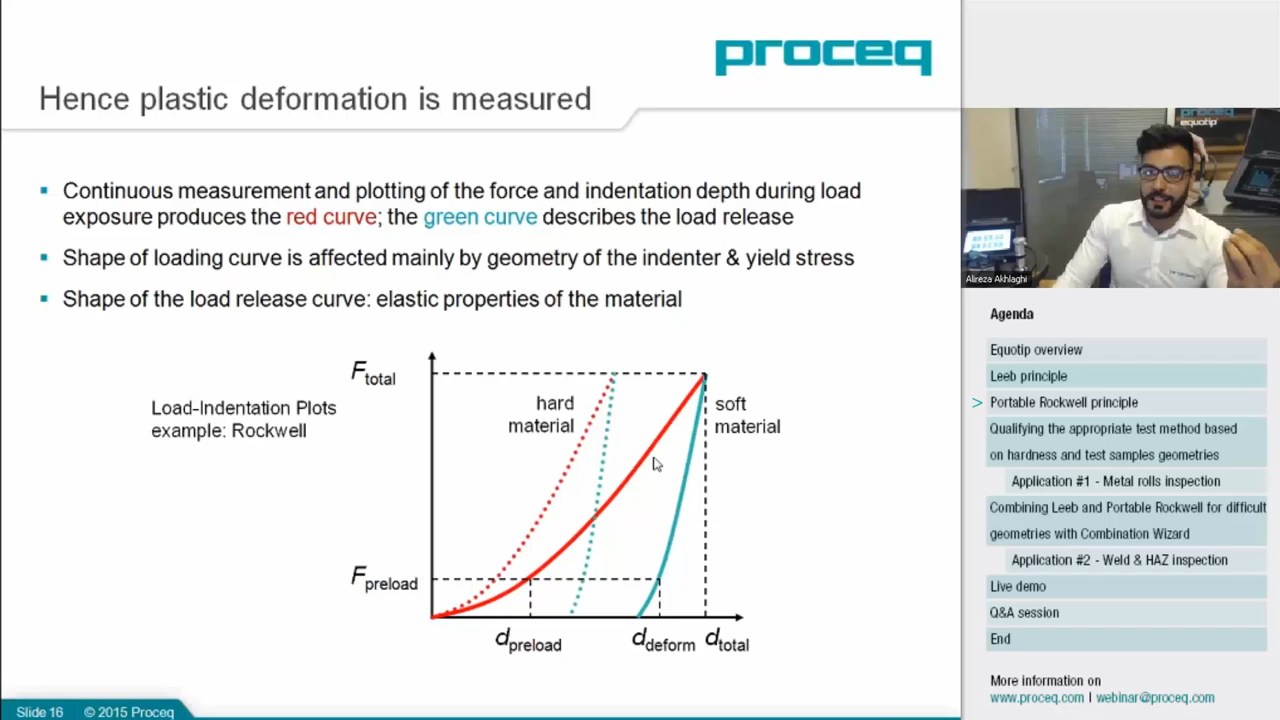 proceq
Hence plastic deformation is measured
Continuous measurement and plotting of the force and indentation depth during load
exposure produces the red curve; the green curve describes the load release
Shape of loading curve is affected mainly by geometry of the indenter & yield stress
Shape of the load release curve: elastic properties of the material
Load-Indentation Plots
example: Rockwell
Ftotal
hard
material
soft
material
Fpreload
dpreload
ddeform
dtotal
Slide 16 © 2015 Proceq
proceq
equotip
Alireza Akhlaghi
Agenda
Equotip overview
Leeb principle
> Portable Rockwell principle
Qualifying the appropriate test method based
on hardness and test samples geometries
Application #1 - Metal rolls inspection
Combining Leeb and Portable Rockwell for difficult
geometries with Combination Wizard
Application #2 - Weld & HAZ inspection
Live demo
Q&A session
End
More information on
www.proceq.com | webinar@proceq.com